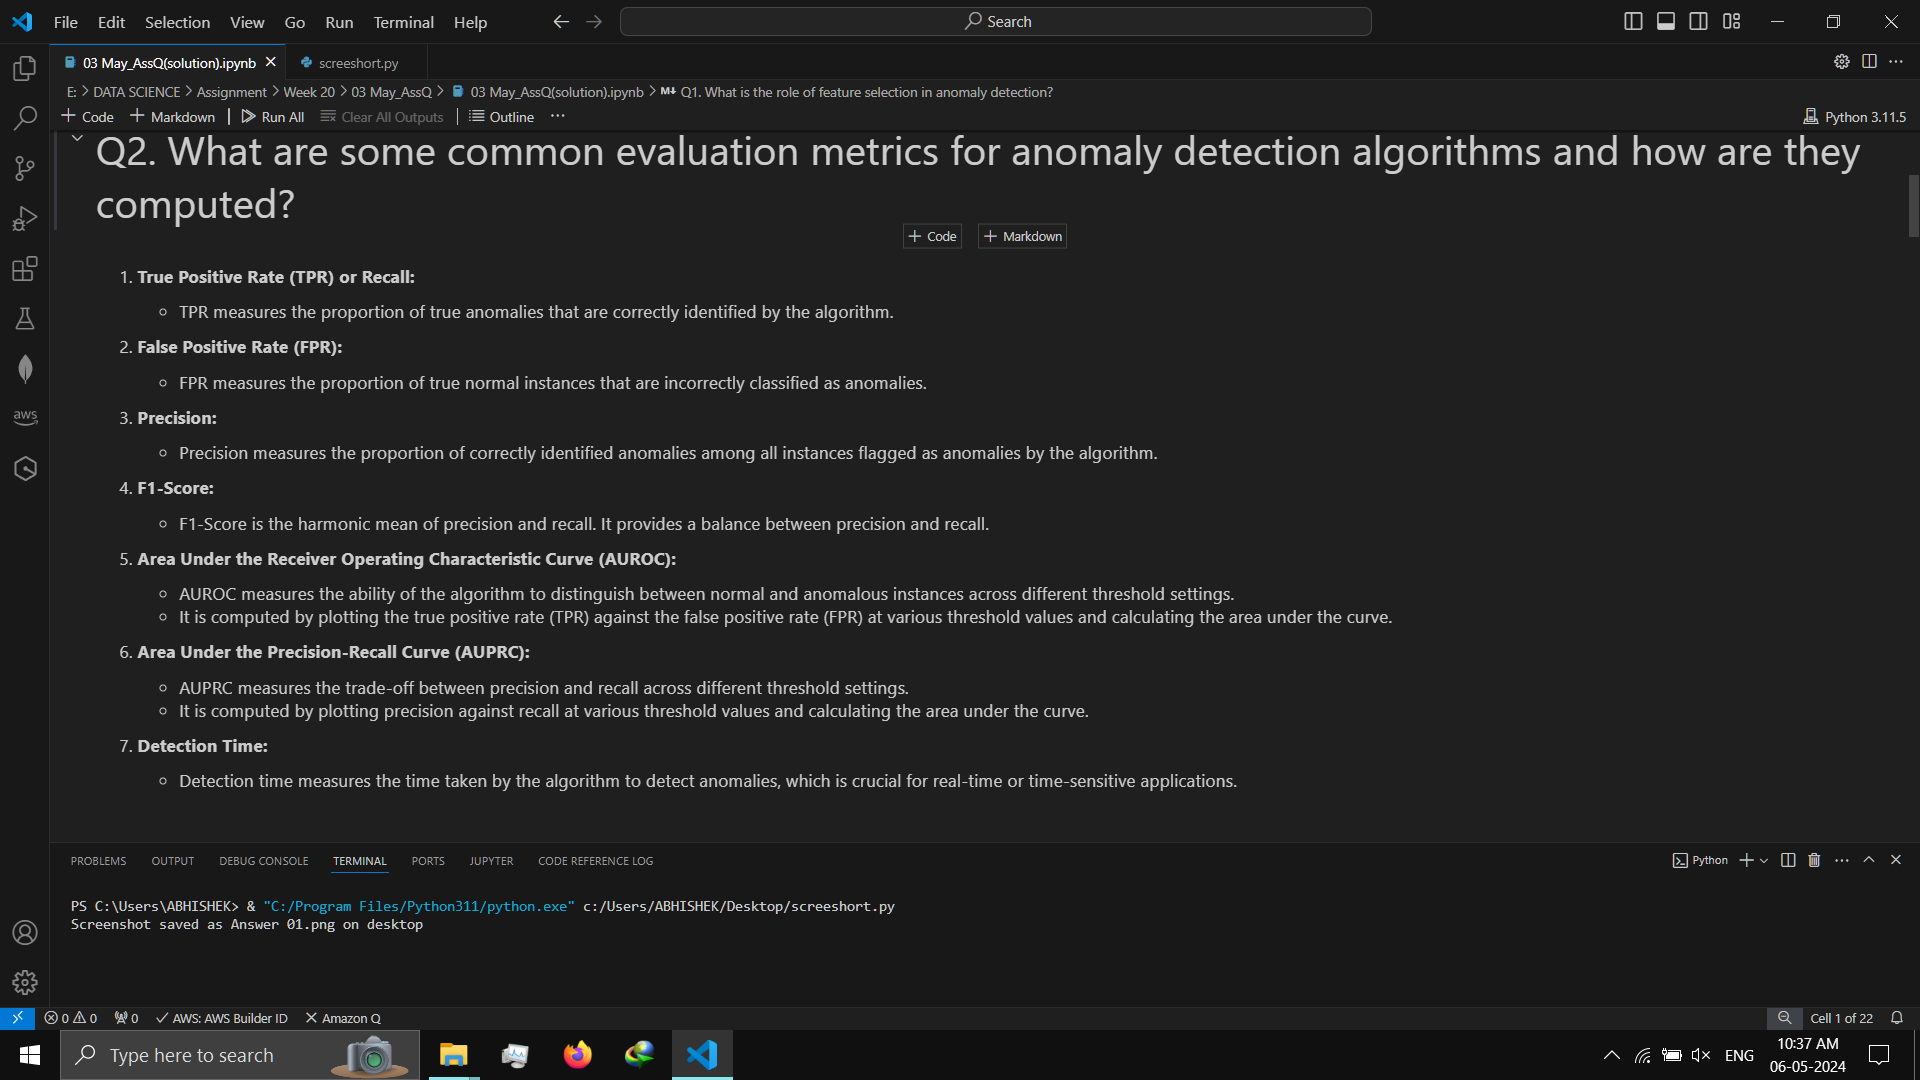 File Edit Selection View Go Run Terminal Help
Search
03 May_AssQ(solution).ipynb
screeshort.py
E: > DATA SCIENCE > Assignment > Week 20 > 03 May_AssQ > 03 May_AssQ(solution).ipynb > M↓ Q1. What is the role of feature selection in anomaly detection?
+ Code + Markdown | Run All Clear All Outputs | Outline ...
Python 3.11.5
Q2. What are some common evaluation metrics for anomaly detection algorithms and how are they
computed?
+ Code + Markdown
1. True Positive Rate (TPR) or Recall:
TPR measures the proportion of true anomalies that are correctly identified by the algorithm.
2. False Positive Rate (FPR):
FPR measures the proportion of true normal instances that are incorrectly classified as anomalies.
3. Precision:
Precision measures the proportion of correctly identified anomalies among all instances flagged as anomalies by the algorithm.
4. F1-Score:
F1-Score is the harmonic mean of precision and recall. It provides a balance between precision and recall.
5. Area Under the Receiver Operating Characteristic Curve (AUROC):
AUROC measures the ability of the algorithm to distinguish between normal and anomalous instances across different threshold settings.
It is computed by plotting the true positive rate (TPR) against the false positive rate (FPR) at various threshold values and calculating the area under the curve.
6. Area Under the Precision-Recall Curve (AUPRC):
AUPRC measures the trade-off between precision and recall across different threshold settings.
It is computed by plotting precision against recall at various threshold values and calculating the area under the curve.
7. Detection Time:
Detection time measures the time taken by the algorithm to detect anomalies, which is crucial for real-time or time-sensitive applications.
aws
PROBLEMS OUTPUT DEBUG CONSOLE TERMINAL PORTS JUPYTER CODE REFERENCE LOG
Python
PS C:\Users\ABHISHEK> & "C:/Program Files/Python311/python.exe" c:/Users/ABHISHEK/Desktop/screeshort.py
Screenshot saved as Answer 01.png on desktop
0 0 0 AWS: AWS Builder ID Amazon Q
Cell 1 of 22
Type here to search
ENG
10:37 AM
06-05-2024